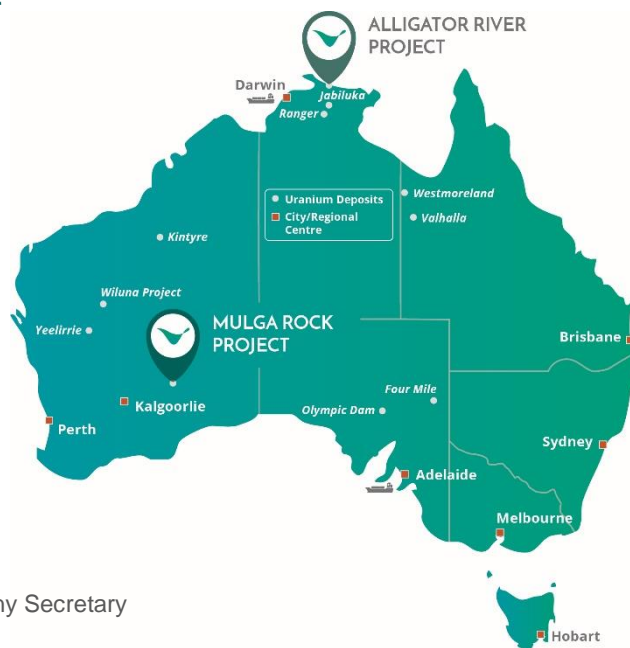 ALLIGATOR RIVER
PROJECT
Darwin
Jabiluka
Ranger
Uranium Deposits
City/Regional
Centre
Westmoreland
Valhalla
Kintyre
Wiluna Project
Yeelirrie
MULGA ROCK
PROJECT
Brisbane
Four Mile
Olympic Dam
Kalgoorlie
Perth
Sydney
Adelaide
Melbourne
Secretary
Hobart